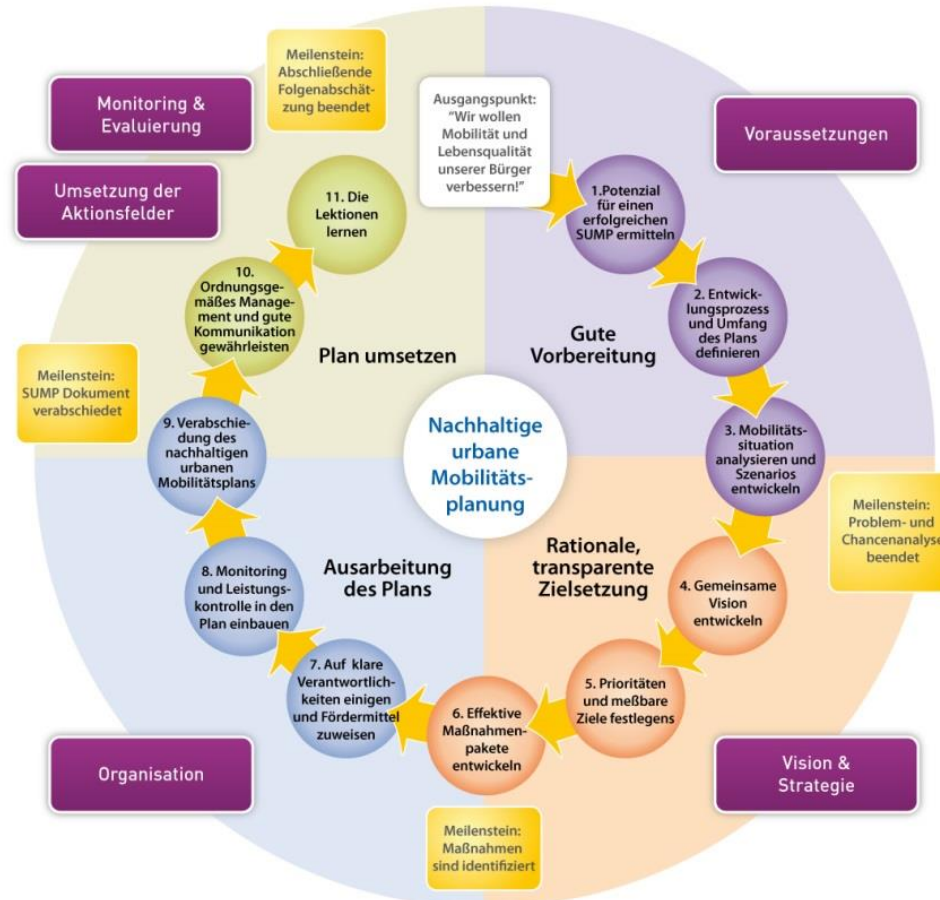 Meilenstein:
Abschließende
Folgenabschät-
zung beendet
Monitoring &
Evaluierung
Umsetzung der
Aktionsfelder
Ausgangspunkt:
"Wir wollen
Mobilität und
Lebensqualität
unserer Bürger
verbessern!"
Voraussetzungen
1.Potenzial
für einen
erfolgreichen
SUMP ermitteln
2. Entwick-
lungsprozess
und Umfang
des Plans
definieren
Gute
Vorbereitung
3. Mobilitäts-
situation
analysieren und
Szenarios
entwickeln
Meilenstein:
Problem- und
Chancenanalyse
beendet
Nachhaltige
urbane
Mobilitäts-
planung
Rationale,
transparente
Zielsetzung
4. Gemeinsame
Vision
entwickeln
5. Prioritäten
und meßbare
Ziele festlegens
Vision &
Strategie
6. Effektive
Maßnahmen-
pakete
entwickeln
Meilenstein:
Maßnahmen
sind identifiziert
Ausarbeitung
des Plans
7. Auf klare
Verantwortlich-
keiten einigen
und Fördermittel
zuweisen
Organisation
8. Monitoring
und Leistungs-
kontrolle in den
Plan einbauen
9. Verabschie-
dung des
nachhaltigen
urbanen
Mobilitätsplans
Meilenstein:
SUMP Dokument
verabschiedet
Plan umsetzen
10.
Ordnungsge-
mäßes Manage-
ment und gute
Kommunikation
gewährleisten
11. Die
Lektionen
lernen